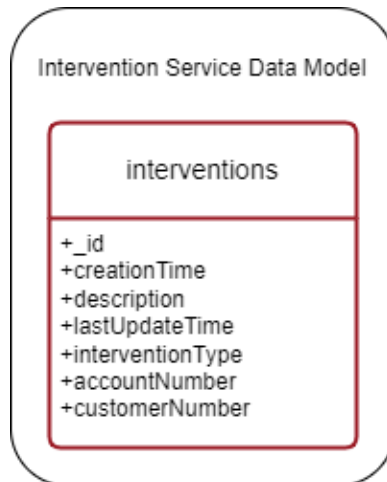 Intervention Service Data Model
interventions
+_id
+creationTime
+description
+lastUpdateTime
+interventionType
+accountNumber
+customerNumber